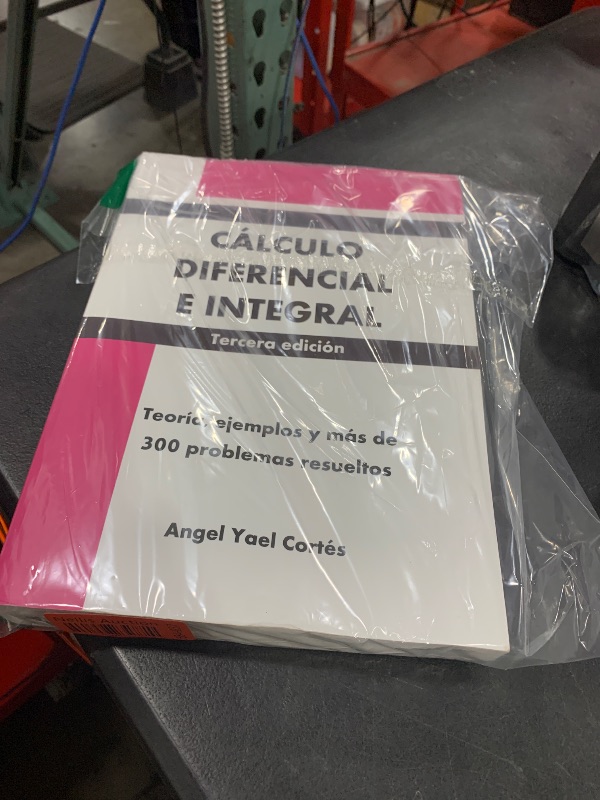 CÁLCULO
DIFERENCIAL
E INTEGRAL
Tercera edición
Teoría, ejemplos y más de
300 problemas resueltos
Angel Yael Cortés